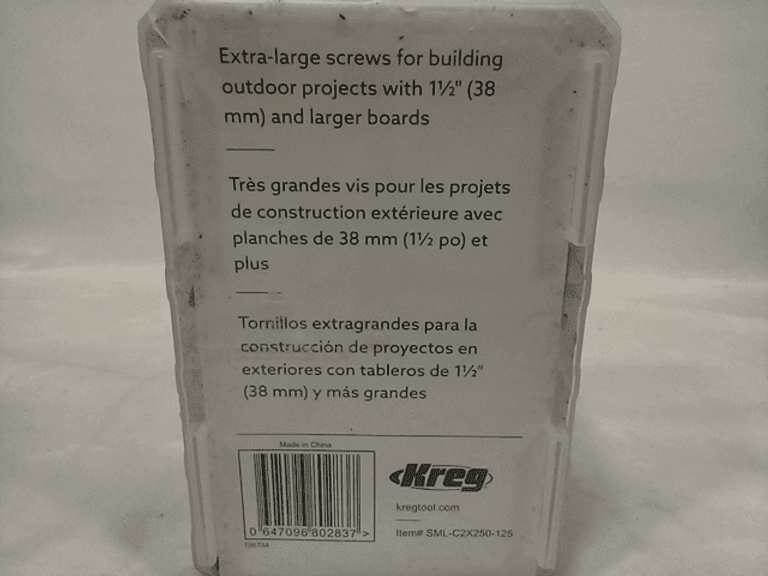 Extra-large screws for building
outdoor projects with 1½" (38
mm) and larger boards
Très grandes vis pour les projets
de construction extérieure avec
planches de 38 mm (1½ po) et
plus
Tornillos extragrandes para la
construcción de proyectos en
exteriores con tableros de 1½"
(38 mm) y más grandes
Made in China
0 647096 802837 >
Kreg
kregtool.com
Item# SML-C2X250-125